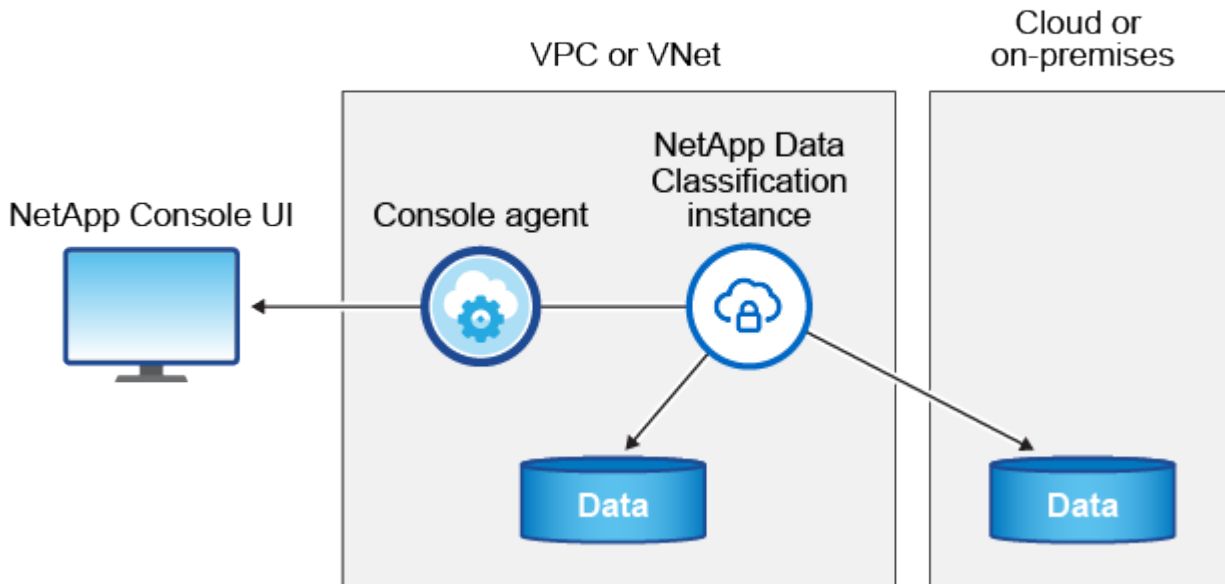 Cloud or
on-premises
VPC or VNet
NetApp Data
Classification
instance
NetApp Console UI
Console agent
Data
Data